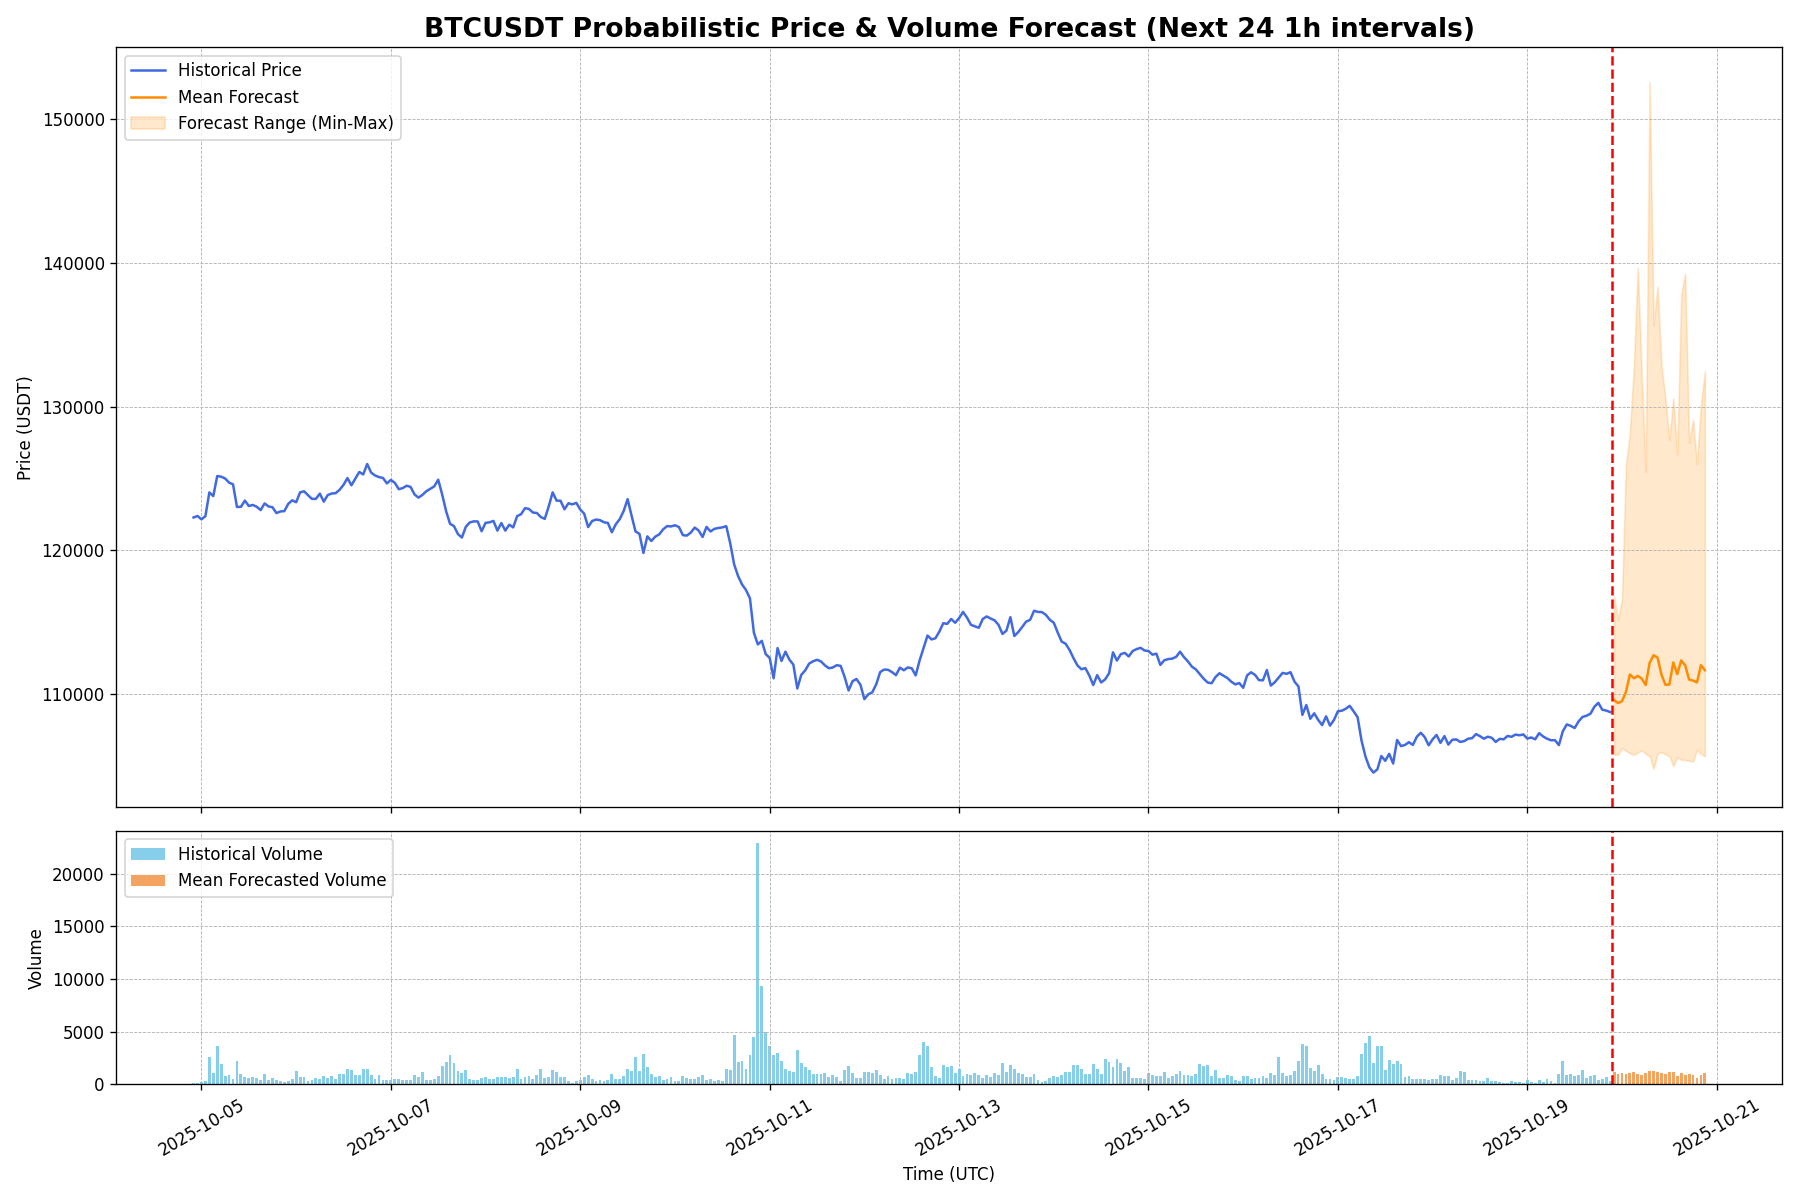 BTCUSDT Probabilistic Price & Volume Forecast (Next 24 1h intervals)
Historical Price
Mean Forecast
Forecast Range (Min-Max)
Price (USDT)
150000
140000
130000
120000
110000
Historical Volume
Mean Forecasted Volume
Volume
20000
15000
10000
5000
0
2025-10-05
2025-10-07
2025-10-09
2025-10-11
2025-10-13
2025-10-15
2025-10-17
2025-10-19
2025-10-21
Time (UTC)